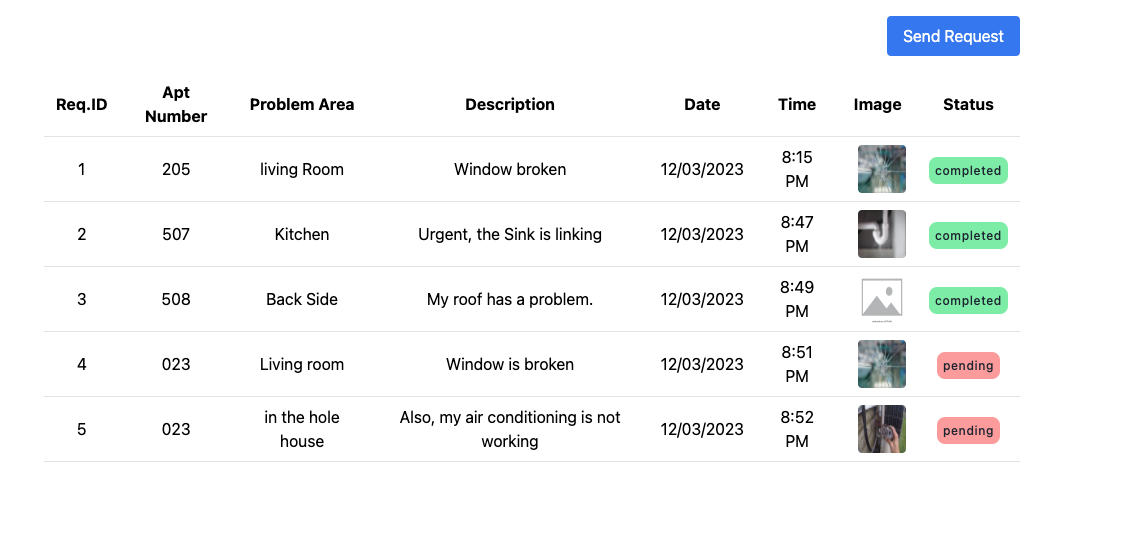 Send Request
Req.ID Apt Number Problem Area Description Date Time Image Status
1 205 living Room Window broken 12/03/2023 8:15 PM completed
2 507 Kitchen Urgent, the Sink is linking 12/03/2023 8:47 PM completed
3 508 Back Side My roof has a problem. 12/03/2023 8:49 PM completed
4 023 Living room Window is broken 12/03/2023 8:51 PM pending
5 023 in the hole house Also, my air conditioning is not working 12/03/2023 8:52 PM pending